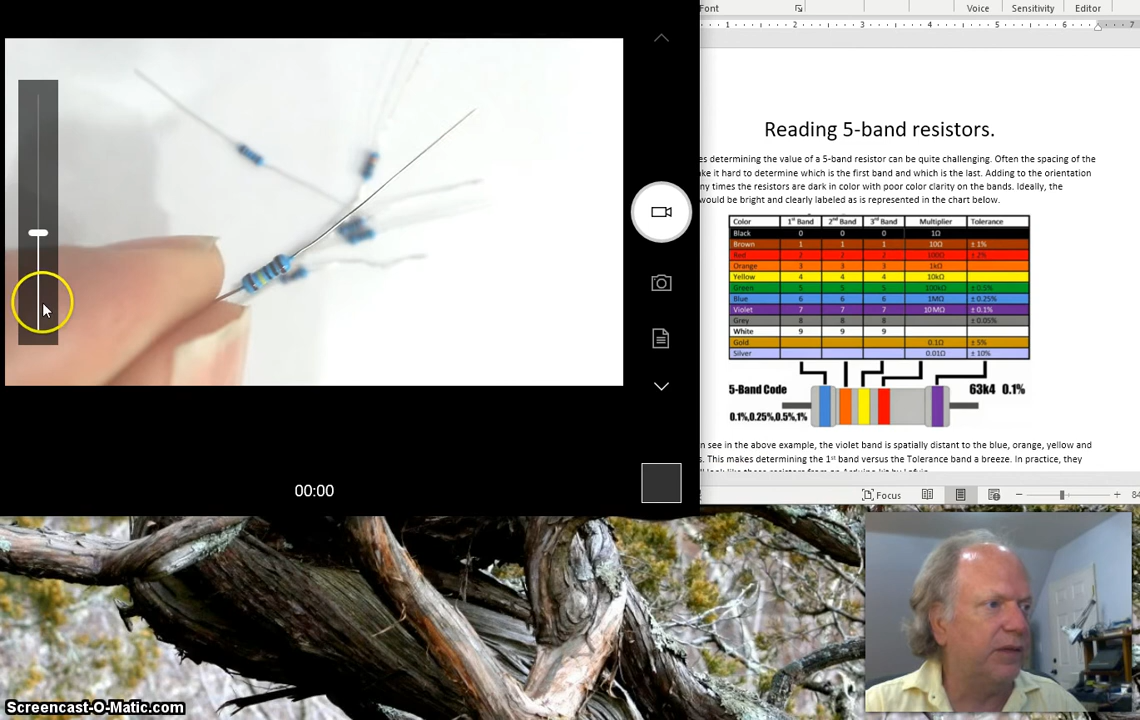 Font
Voice
Sensitivity
Editor
1 2 3 4 5 6 7
Reading 5-band resistors.
es determining the value of a 5-band resistor can be quite challenging. Often the spacing of the
ke it hard to determine which is the first band and which is the last. Adding to the orientation
ny times the resistors are dark in color with poor color clarity on the bands. Ideally, the
would be bright and clearly labeled as is represented in the chart below.
Color 1st Band 2nd Band 3rd Band Multiplier Tolerance
Black 0 0 0 1Ω
Brown 1 1 1 10Ω ± 1%
Red 2 2 2 100Ω ± 2%
Orange 3 3 3 1kΩ
Yellow 4 4 4 10kΩ
Green 5 5 5 100kΩ ± 0.5%
Blue 6 6 6 1MΩ ± 0.25%
Violet 7 7 7 10MΩ ± 0.1%
Grey 8 8 8 ± 0.05%
White 9 9 9
Gold 0.1Ω ± 5%
Silver 0.01Ω ± 10%
5-Band Code
63k4 0.1%
0.1%,0.25%,0.5%,1%
n see in the above example, the violet band is spatially distant to the blue, orange, yellow and
s. This makes determining the 1st band versus the Tolerance band a breeze. In practice, they
Focus
84
00:00
Screencast-O-Matic.com